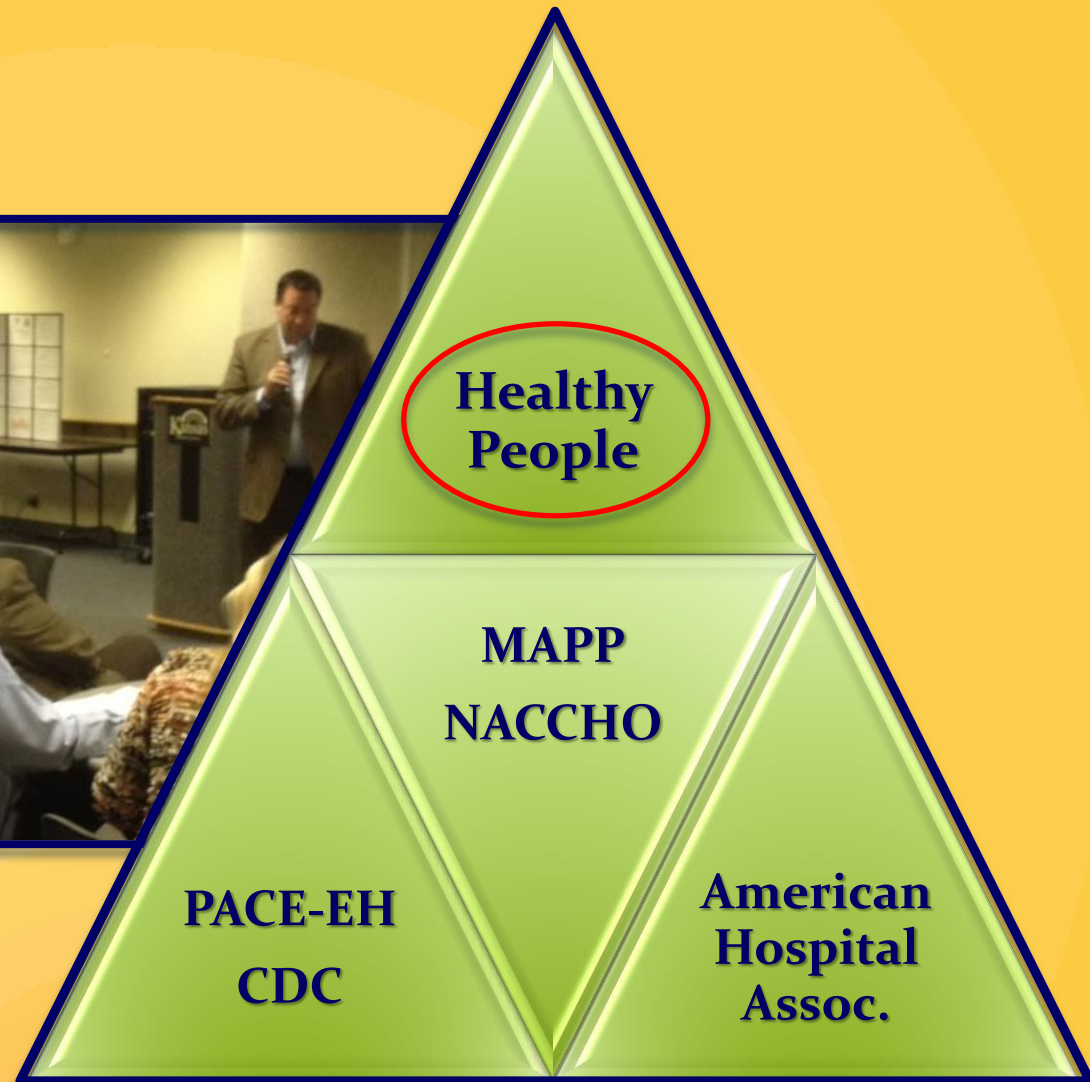 Healthy
People
MAPP
NACCHO
PACE-EH
CDC
American
Hospital
Assoc.